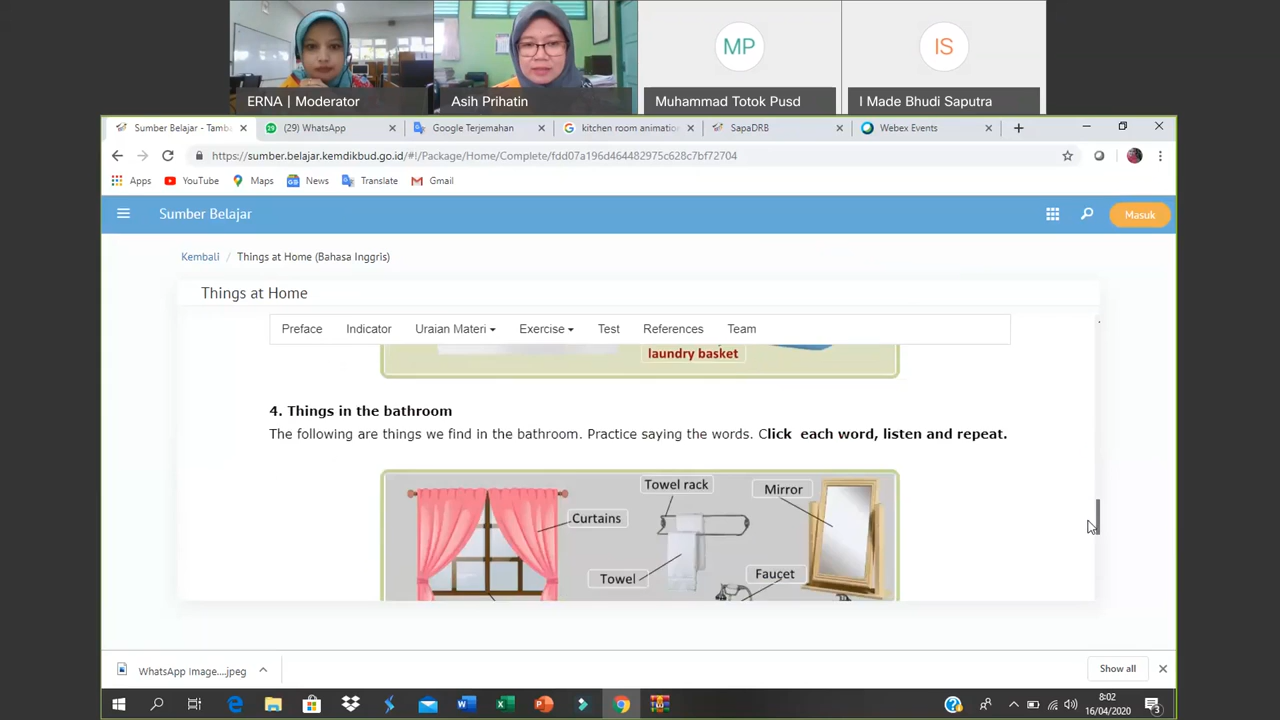 MP
IS
ERNA | Moderator
Asih Prihatin
Muhammad Totok Pusd
I Made Bhudi Saputra
Sumber Belajar - Tamba
(29) WhatsApp
Google Terjemahan
kitchen room animation
SapaDRB
Webex Events
https://sumber.belajar.kemdikbud.go.id/#!/Package/Home/Complete/fdd07a196d464482975c628c7bf72704
Apps
YouTube
Maps
News
Translate
Gmail
Sumber Belajar
Masuk
Kembali / Things at Home (Bahasa Inggris)
Things at Home
Preface
Indicator
Uraian Materi
Exercise
Test
References
Team
laundry basket
4. Things in the bathroom
The following are things we find in the bathroom. Practice saying the words. Click each word, listen and repeat.
Towel rack
Mirror
Curtains
Faucet
Towel
WhatsApp Image....jpeg
Show all
8:02
16/04/2020
3